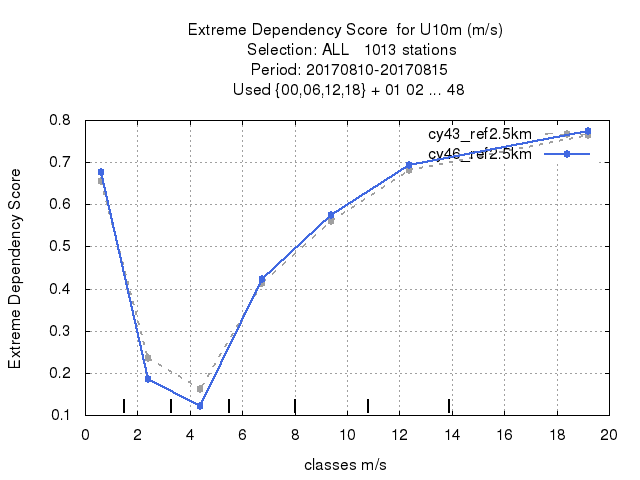 Extreme Dependency Score  for U10m (m/s)
Selection: ALL   1013 stations
Period: 20170810-20170815
Used {00,06,12,18} + 01 02 ... 48
cy43_ref2.5km
cy46_ref2.5km
Extreme Dependency Score
0.8
0.7
0.6
0.5
0.4
0.3
0.2
0.1
0 2 4 6 8 10 12 14 16 18 20
classes m/s